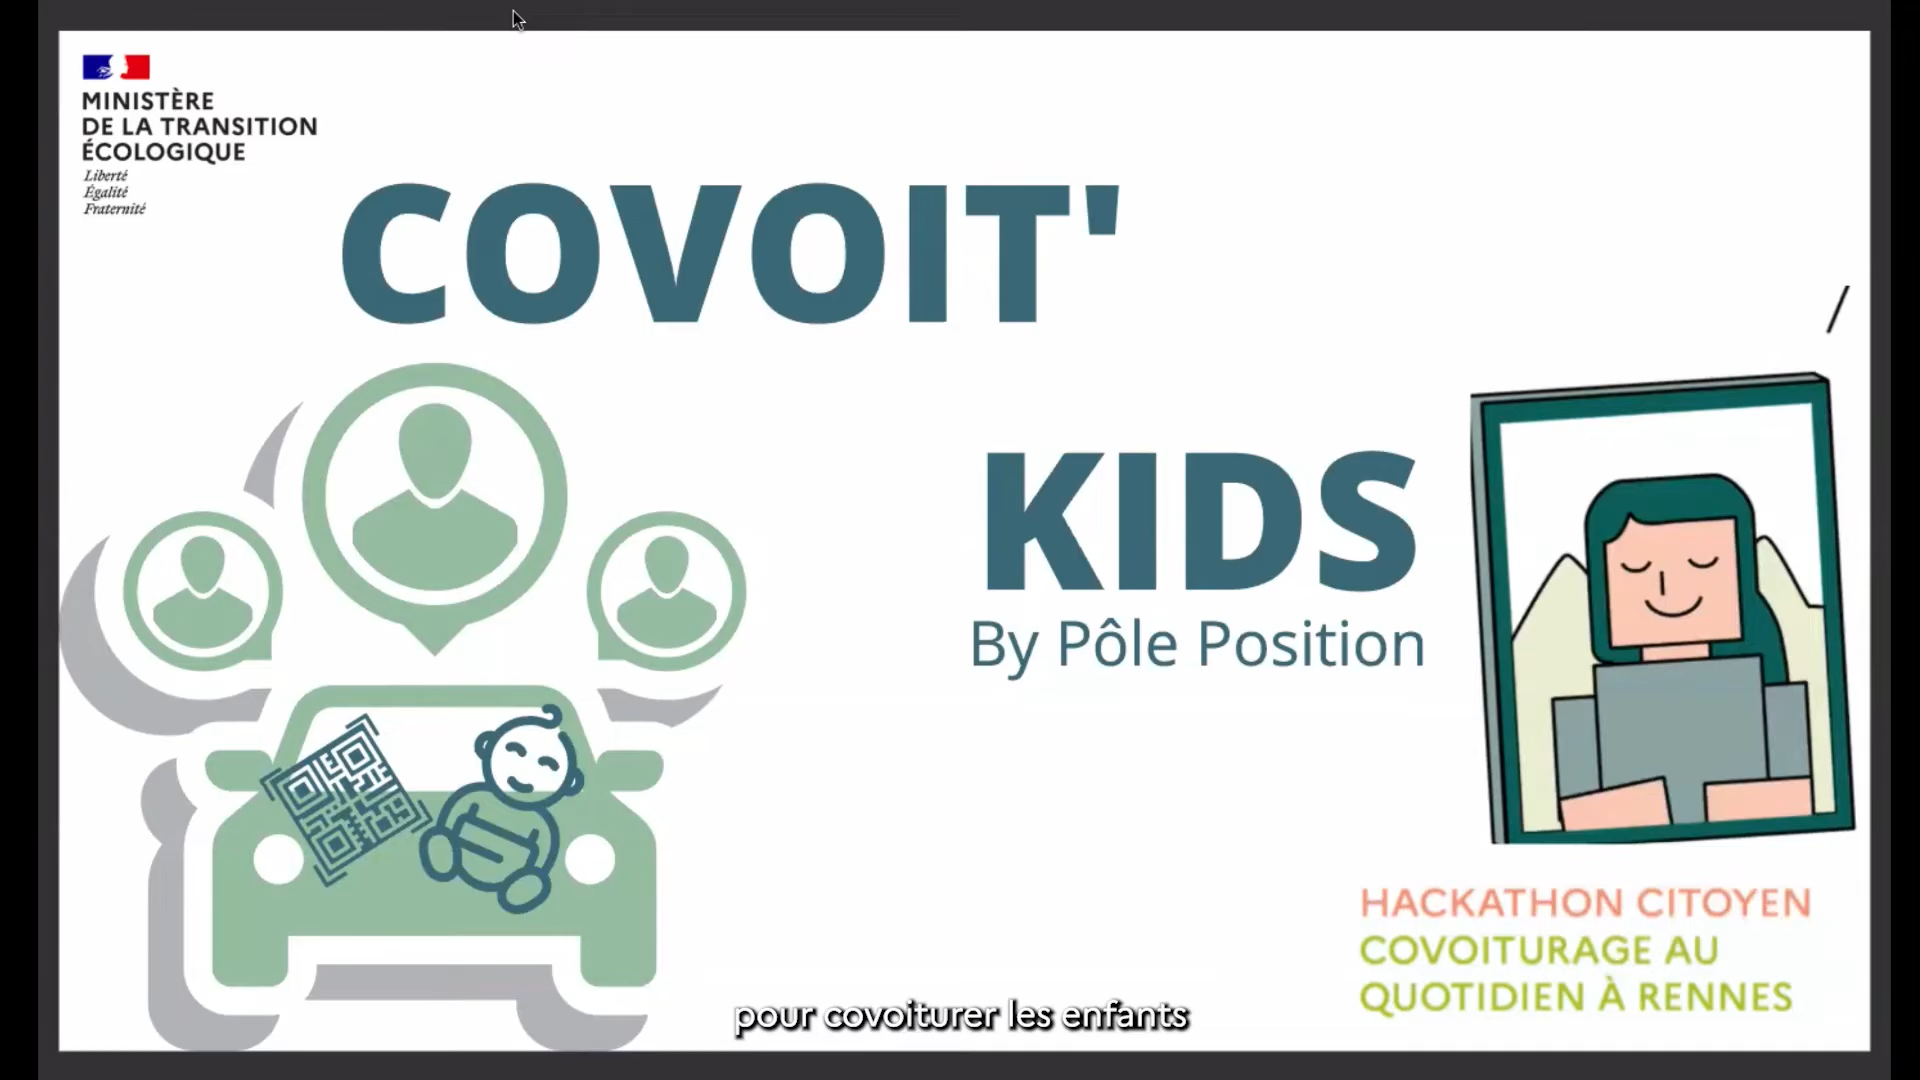 MINISTÈRE
DE LA TRANSITION
ÉCOLOGIQUE
Liberté
Égalité
Fraternité
COVOIT'
KIDS
By Pôle Position
HACKATHON CITOYEN
COVOITURAGE AU
QUOTIDIEN À RENNES
pour covoiturer les enfants